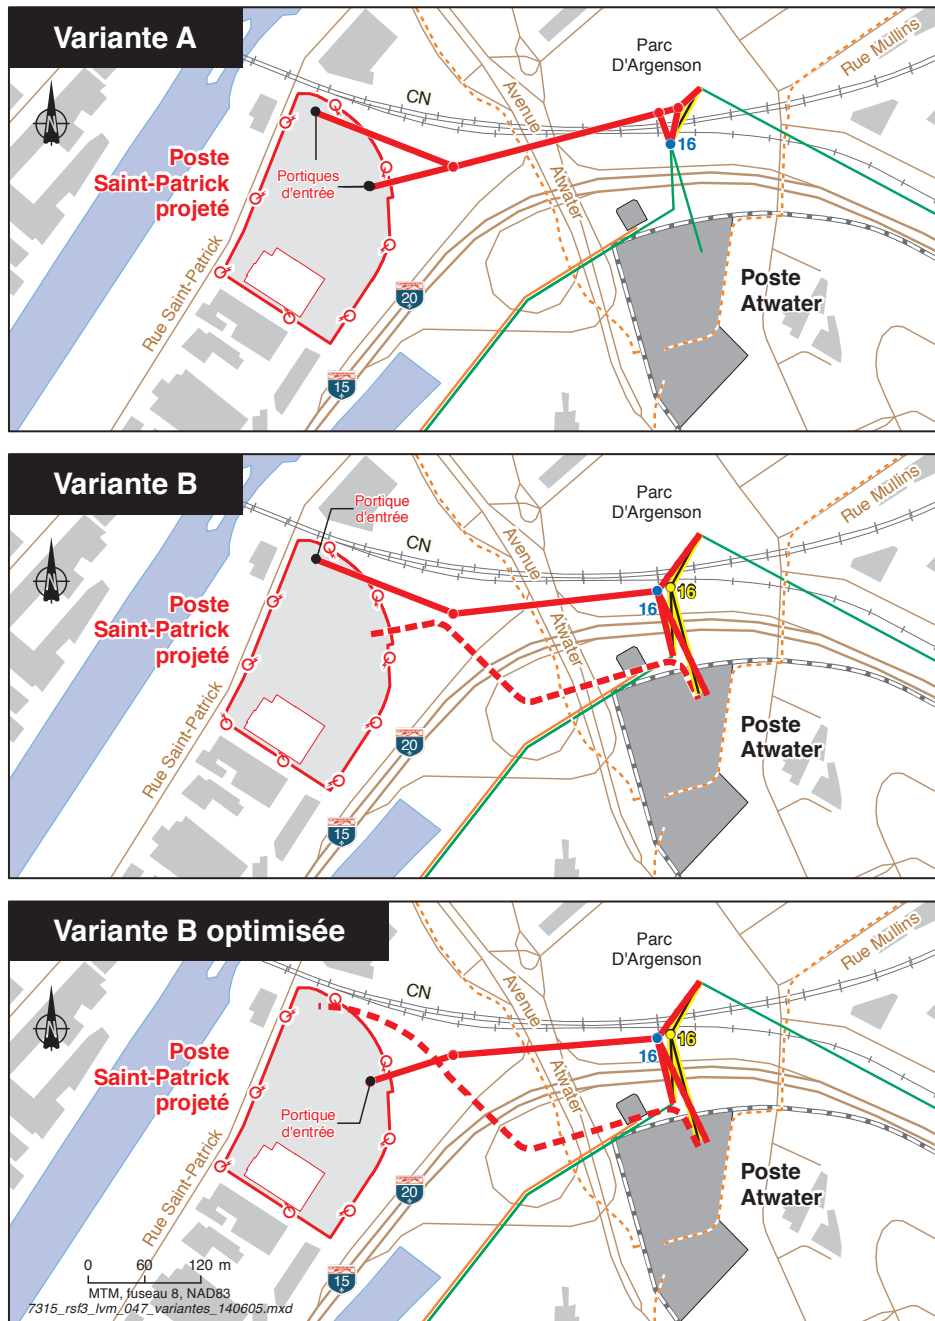 Variante A
Parc
D'Argenson
Rue Mullins
CN
Avenue
Atwater
16
Poste
Saint-Patrick
projeté
Portiques
d'entrée
Rue Saint-Patrick
N
20
15
Poste
Atwater
Variante B
Portique
d'entrée
Parc
D'Argenson
Rue Mullins
CN
Avenue
Atwater
16
16
Poste
Saint-Patrick
projeté
Rue Saint-Patrick
N
20
15
Poste
Atwater
Variante B optimisée
Parc
D'Argenson
Rue Mullins
CN
Avenue
Atwater
16
16
Poste
Saint-Patrick
projeté
Portique
d'entrée
Rue Saint-Patrick
N
20
15
Poste
Atwater
0 60 120 m
MTM, fuseau 8, NAD83
7315_rsf3_lvm_047_variantes_140605.mxd